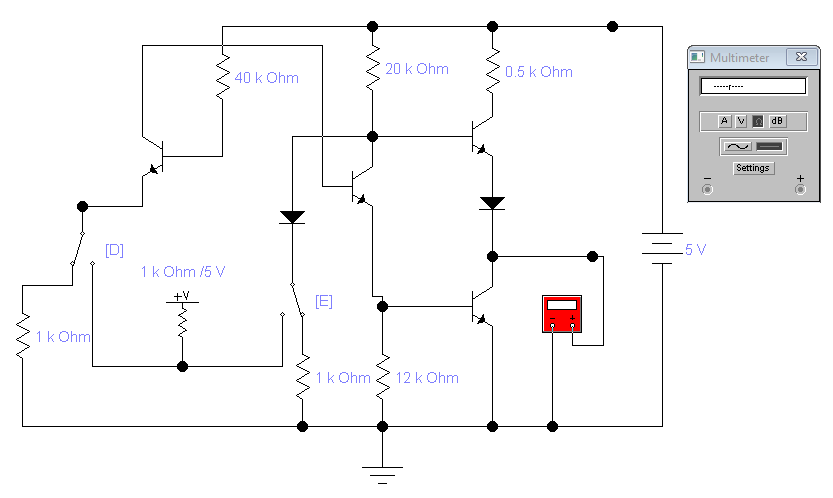 Multimeter
-----r----
A V Ω dB
Settings
− +
40 k Ohm
20 k Ohm
0.5 k Ohm
[D]
1 k Ohm /5 V
+V
[E]
5 V
− +
1 k Ohm
1 k Ohm
12 k Ohm